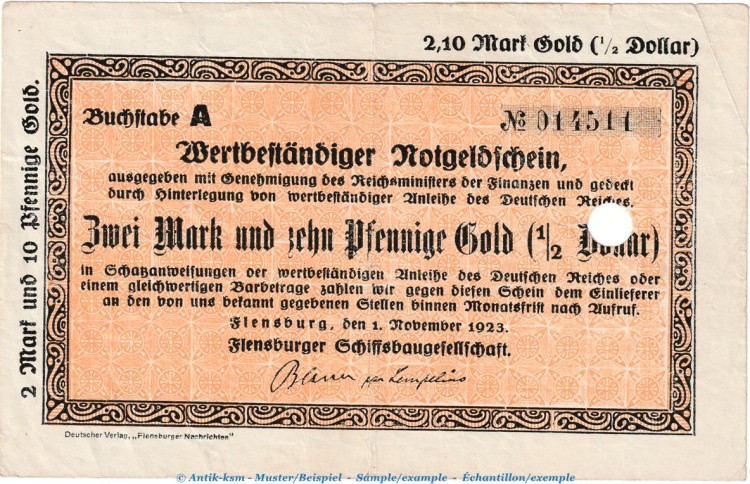 2,10 Mark Gold (1/2 Dollar)
2 Mark und 10 Pfennige Gold.
Buchstabe A
№ 014511
Wertbeständiger Notgeldschein,
ausgegeben mit Genehmigung des Reichsministers der Finanzen und gedeckt
durch Hinterlegung von wertbeständiger Anleihe des Deutschen Reiches.
Zwei Mark und zehn Pfennige Gold (1/2 Dollar)
in Schatzanweisungen der wertbeständigen Anleihe des Deutschen Reiches oder
einem gleichwertigen Barbetrage zahlen wir gegen diesen Schein dem Einlieferer
an den von uns bekannt gegebenen Stellen binnen Monatsfrist nach Aufruf.
Flensburg, den 1. November 1923.
Flensburger Schiffsbaugesellschaft.
Deutscher Verlag, „Flensburger Nachrichten"
© Antik-ksm - Muster/Beispiel - Sample/example - Échantillon/exemple